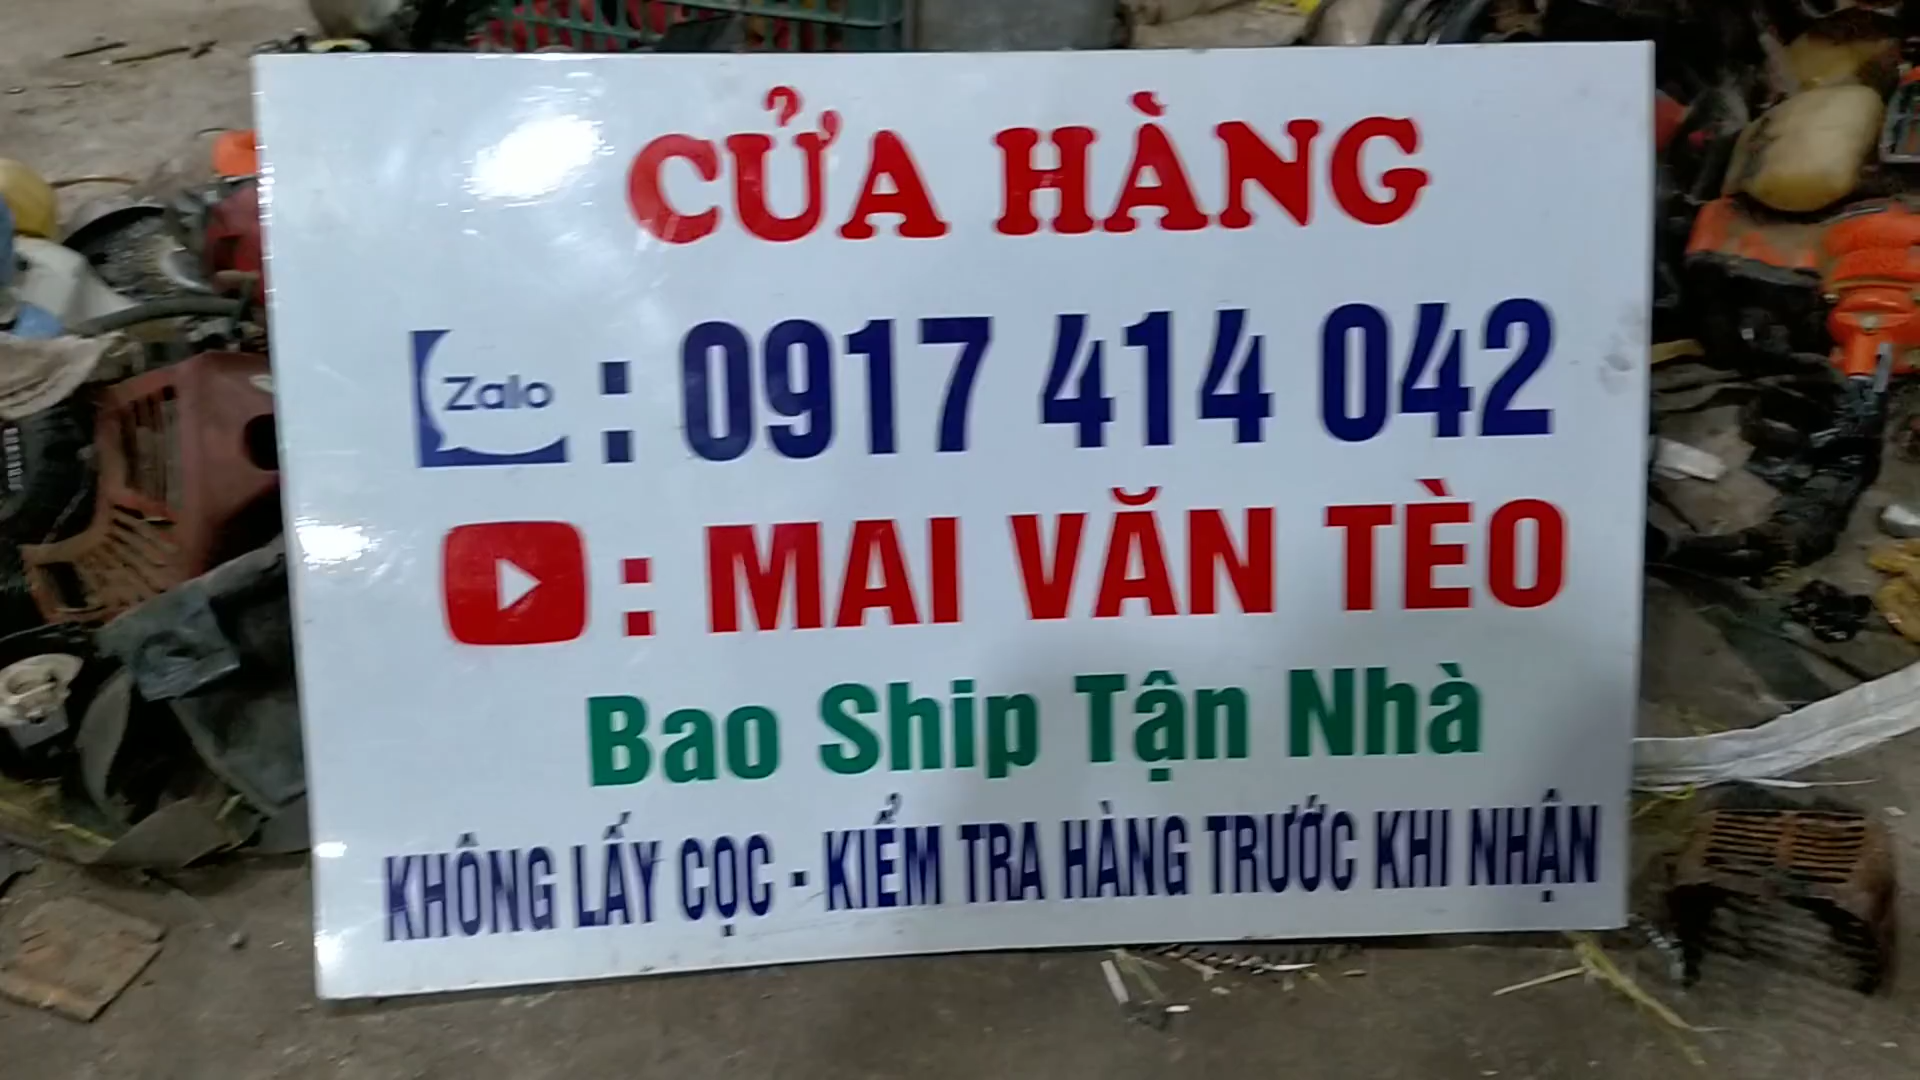 CỬA HÀNG
Zalo : 0917 414 042
: MAI VĂN TÈO
Bao Ship Tận Nhà
KHÔNG LẤY CỌC - KIỂM TRA HÀNG TRƯỚC KHI NHẬN